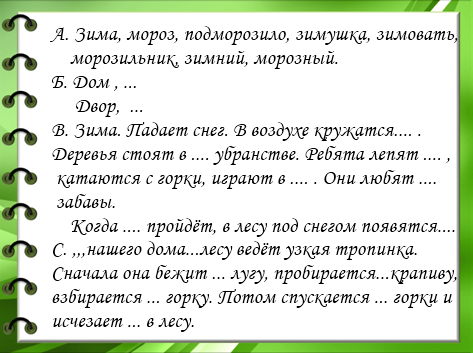 А. Зима, мороз, подморозило, зимушка, зимовать,
морозильник, зимний, морозный.
Б. Дом , ...
Двор, ...
В. Зима. Падает снег. В воздухе кружатся.... .
Деревья стоят в .... убранстве. Ребята лепят .... ,
катаются с горки, играют в .... . Они любят ....
забавы.
Когда .... пройдёт, в лесу под снегом появятся....
С. ,,,нашего дома...лесу ведёт узкая тропинка.
Сначала она бежит ... лугу, пробирается...крапиву,
взбирается ... горку. Потом спускается ... горки и
исчезает ... в лесу.